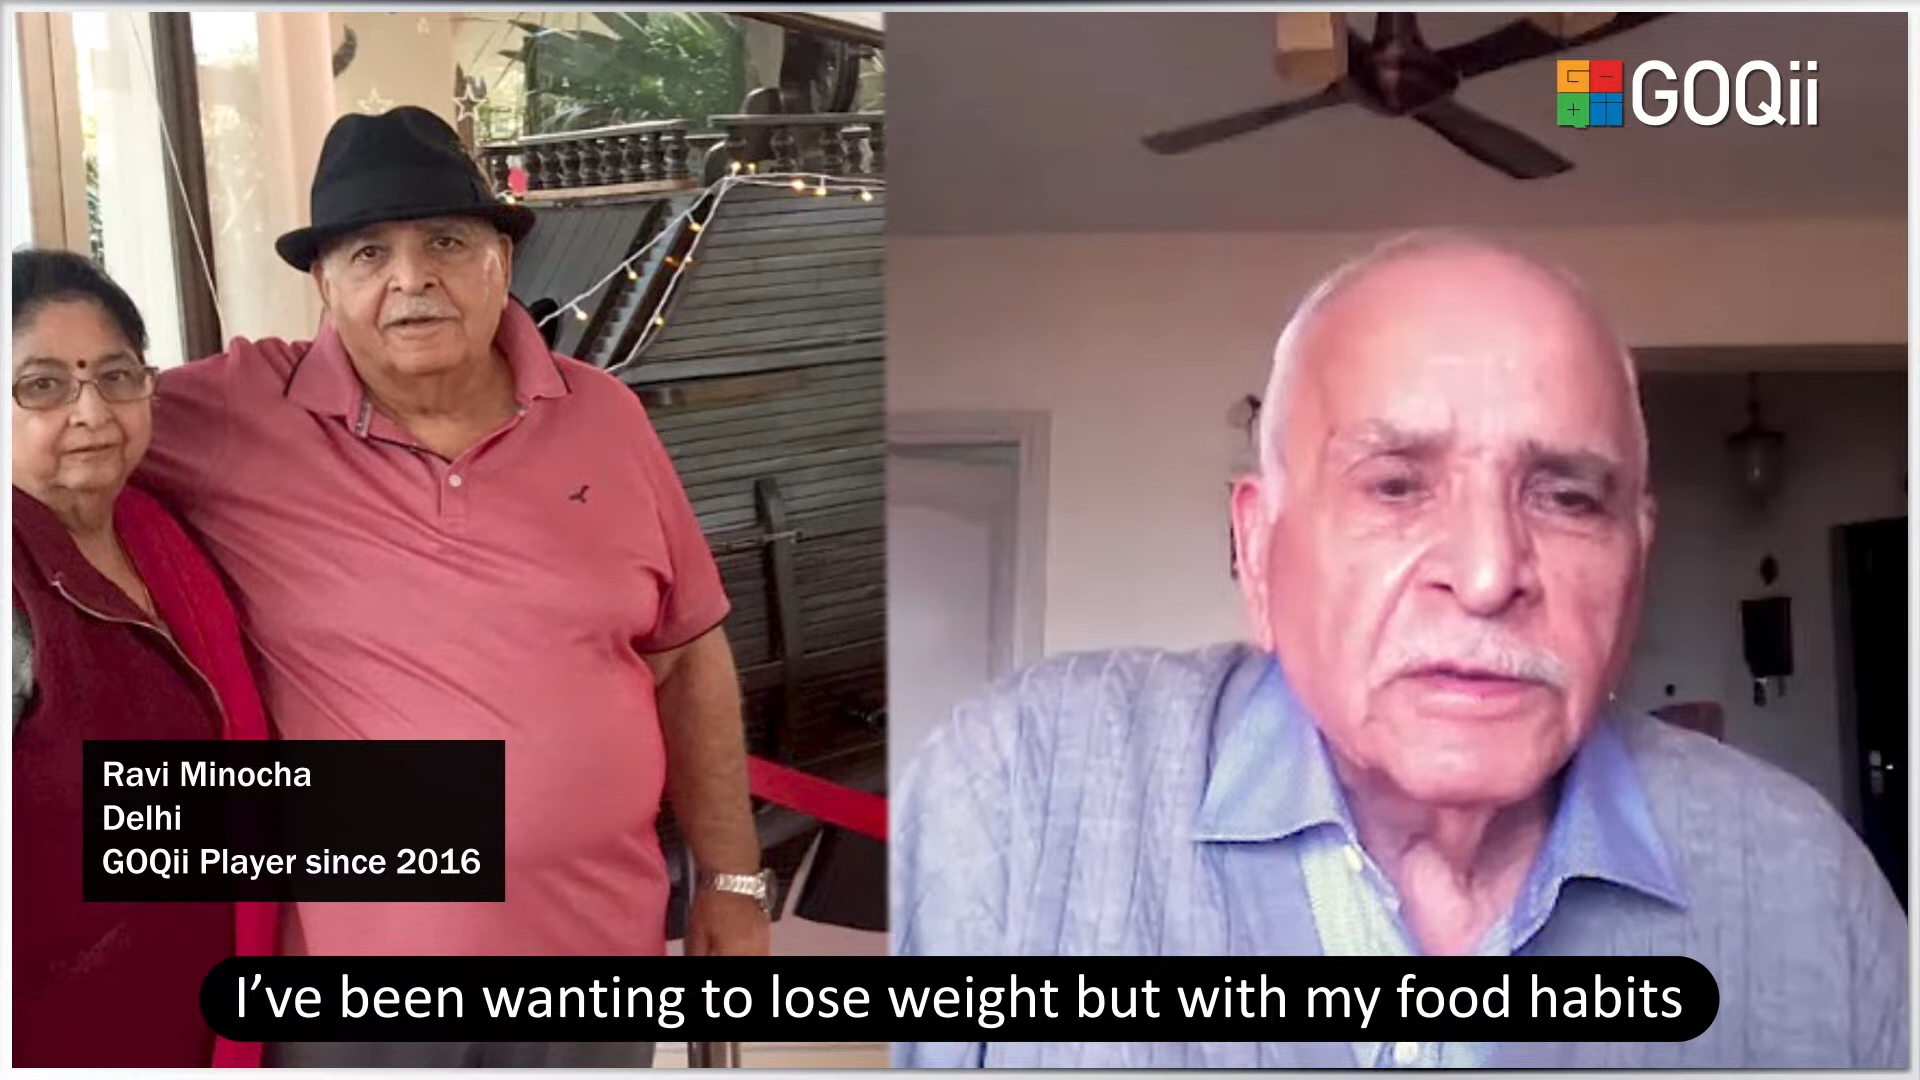 GOQii
Ravi Minocha
Delhi
GOQii Player since 2016
I’ve been wanting to lose weight but with my food habits